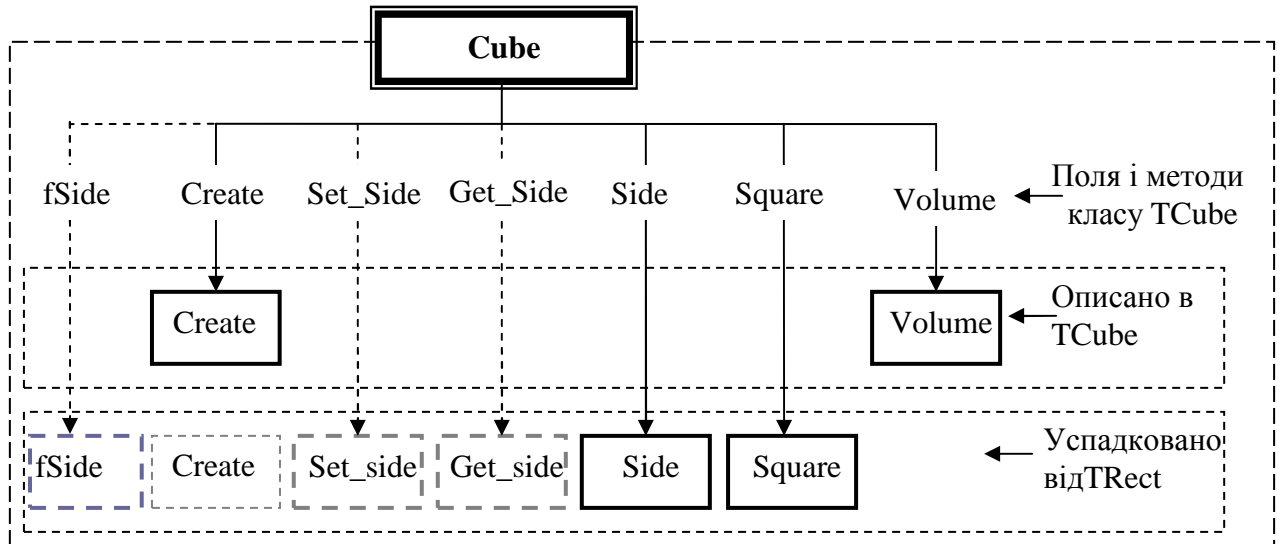 Cube
fSide Create Set_Side Get_Side Side Square Volume
Поля і методи
класу TCube
Create Volume
Описано в
TCube
fSide Create Set_side Get_side Side Square
Успадковано
відTRect